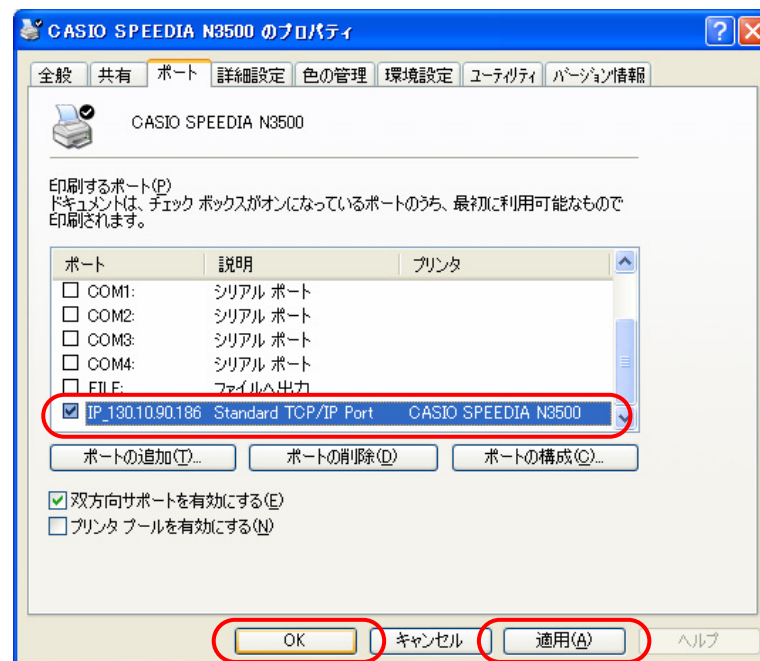 CASIO SPEEDIA N3500 のプロパティ
全般 共有 ポート 詳細設定 色の管理 環境設定 ユーティリティ バージョン情報
CASIO SPEEDIA N3500
印刷するポート(P)
ドキュメントは、チェック ボックスがオンになっているポートのうち、最初に利用可能なもので
印刷されます。
ポート 説明 プリンタ
COM1: シリアル ポート
COM2: シリアル ポート
COM3: シリアル ポート
COM4: シリアル ポート
FILE: ファイルへ出力
IP_130.10.90.186 Standard TCP/IP Port CASIO SPEEDIA N3500
ポートの追加(T)... ポートの削除(D) ポートの構成(C)...
双方向サポートを有効にする(E)
プリンタ プールを有効にする(N)
OK キャンセル 適用(A) ヘルプ